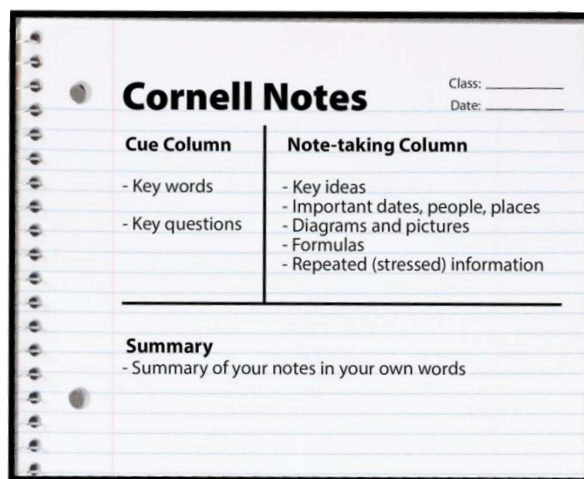 Cornell Notes
Class:
Date:
Cue Column
- Key words
- Key questions
Note-taking Column
- Key ideas
- Important dates, people, places
- Diagrams and pictures
- Formulas
- Repeated (stressed) information
Summary
- Summary of your notes in your own words